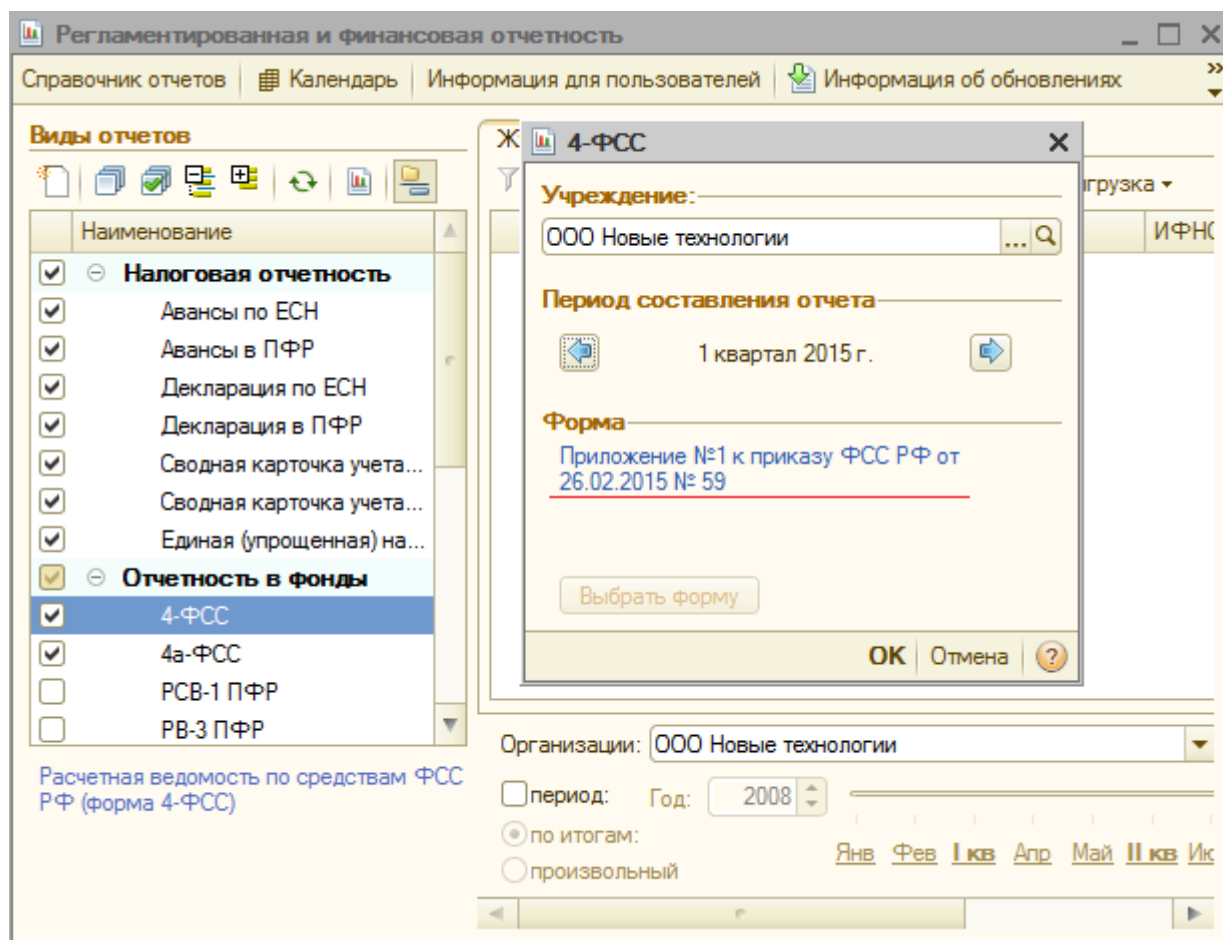 Регламентированная и финансовая отчетность
Справочник отчетов Календарь Информация для пользователей Информация об обновлениях
Виды отчетов
Наименование
Налоговая отчетность
Авансы по ЕСН
Авансы в ПФР
Декларация по ЕСН
Декларация в ПФР
Сводная карточка учета...
Сводная карточка учета...
Единая (упрощенная) на...
Отчетность в фонды
4-ФСС
4а-ФСС
РСВ-1 ПФР
РВ-3 ПФР
Расчетная ведомость по средствам ФСС
РФ (форма 4-ФСС)
4-ФСС
Учреждение:
ООО Новые технологии
...
Период составления отчета
1 квартал 2015 г.
Форма
Приложение №1 к приказу ФСС РФ от
26.02.2015 № 59
Выбрать форму
OK Отмена ?
Организации: ООО Новые технологии
период: Год: 2008
по итогам:
Янв Фев I кв Апр Май II кв
произвольный